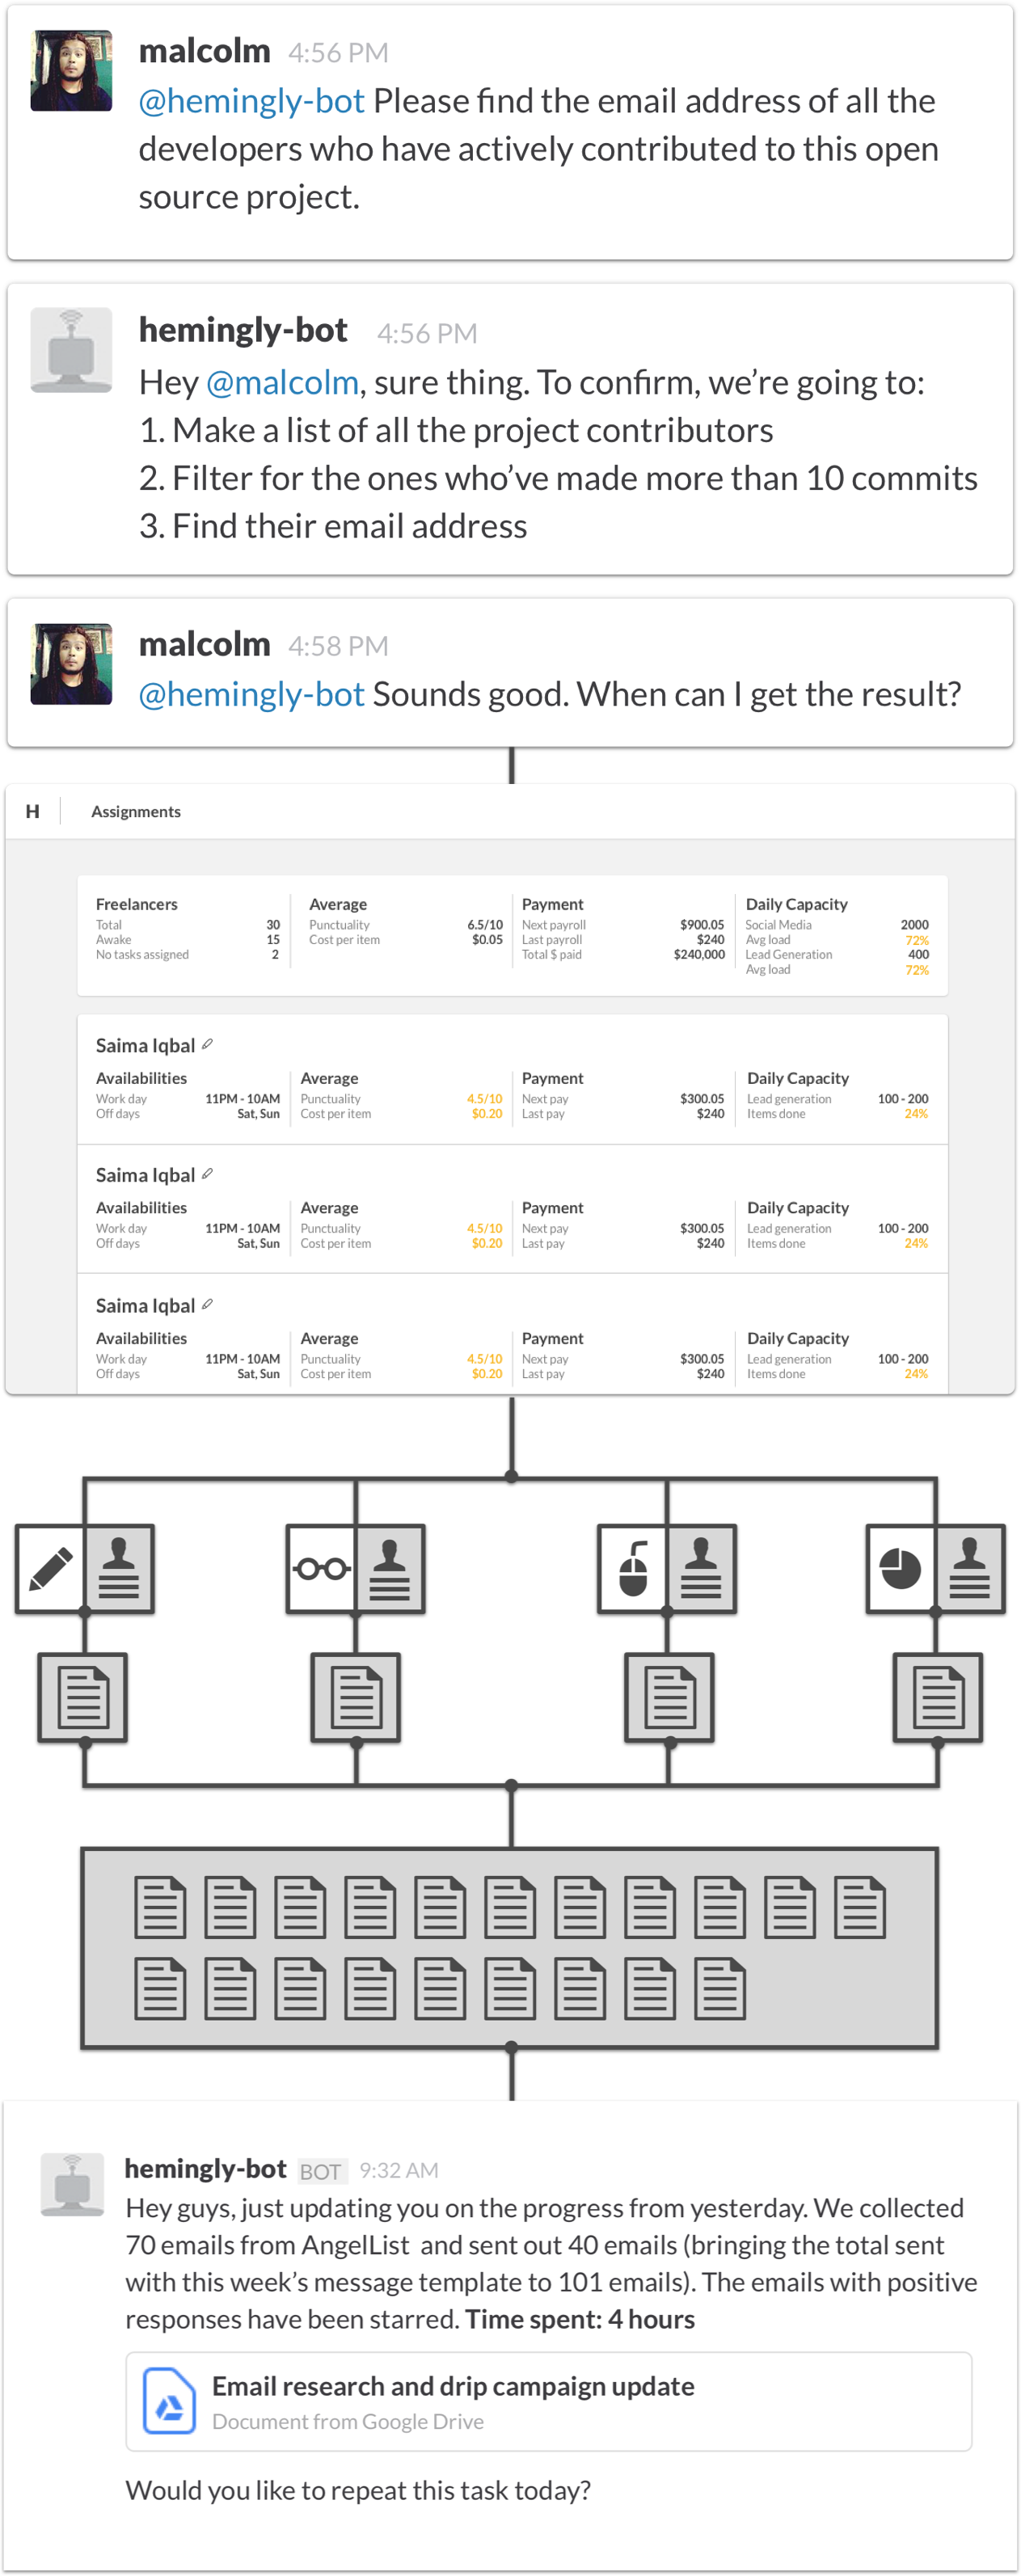 malcolm 4:56 PM
@hemingly-bot Please find the email address of all the
developers who have actively contributed to this open
source project.
hemingly-bot 4:56 PM
Hey @malcolm, sure thing. To confirm, we’re going to:
1. Make a list of all the project contributors
2. Filter for the ones who’ve made more than 10 commits
3. Find their email address
malcolm 4:58 PM
@hemingly-bot Sounds good. When can I get the result?
H Assignments
Freelancers Average Payment Daily Capacity
Total 30 Punctuality 6.5/10 Next payroll $900.05 Social Media 2000
Awake 15 Cost per item $0.05 Last payroll $240 Avg load 72%
No tasks assigned 2 Total $ paid $240,000 Lead Generation 400
Avg load 72%
Saima Iqbal
Availabilities Average Payment Daily Capacity
Work day 11PM - 10AM Punctuality 4.5/10 Next pay $300.05 Lead generation 100 - 200
Off days Sat, Sun Cost per item $0.20 Last pay $240 Items done 24%
Saima Iqbal
Availabilities Average Payment Daily Capacity
Work day 11PM - 10AM Punctuality 4.5/10 Next pay $300.05 Lead generation 100 - 200
Off days Sat, Sun Cost per item $0.20 Last pay $240 Items done 24%
Saima Iqbal
Availabilities Average Payment Daily Capacity
Work day 11PM - 10AM Punctuality 4.5/10 Next pay $300.05 Lead generation 100 - 200
Off days Sat, Sun Cost per item $0.20 Last pay $240 Items done 24%
hemingly-bot BOT 9:32 AM
Hey guys, just updating you on the progress from yesterday. We collected
70 emails from AngelList and sent out 40 emails (bringing the total sent
with this week’s message template to 101 emails). The emails with positive
responses have been starred. Time spent: 4 hours
Email research and drip campaign update
Document from Google Drive
Would you like to repeat this task today?